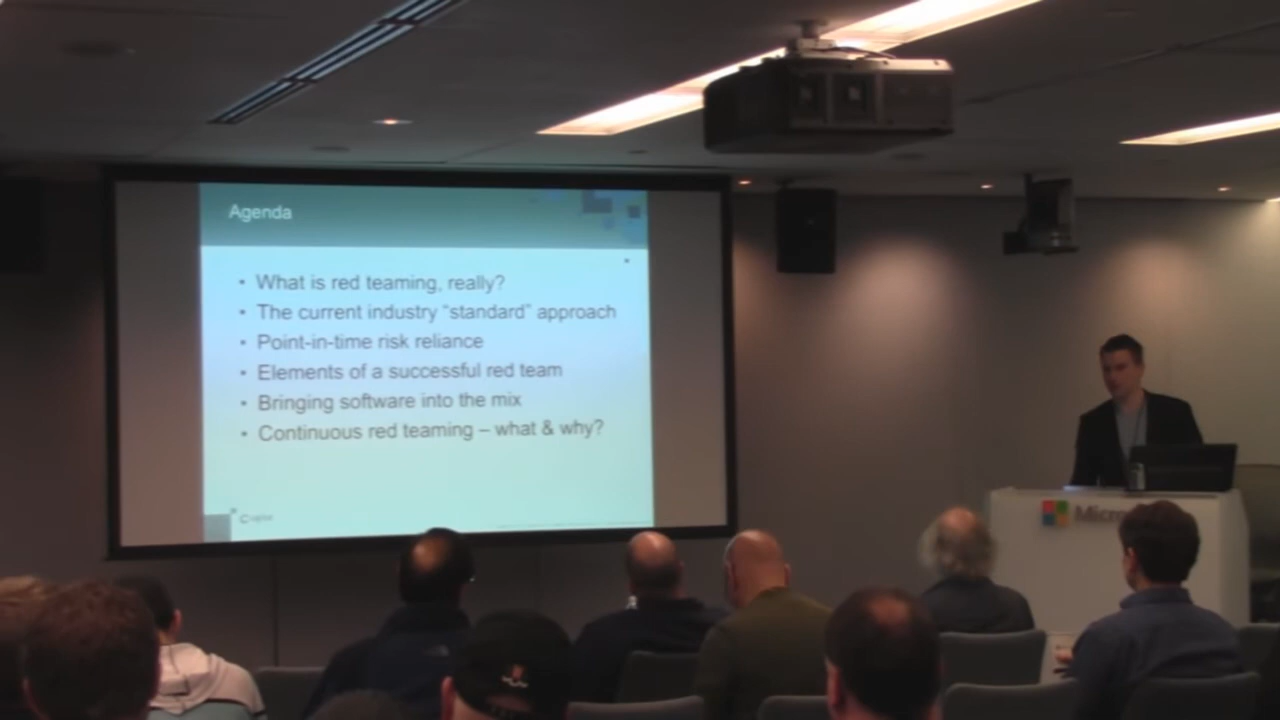 Agenda
• What is red teaming, really?
• The current industry “standard” approach
• Point-in-time risk reliance
• Elements of a successful red team
• Bringing software into the mix
• Continuous red teaming – what & why?